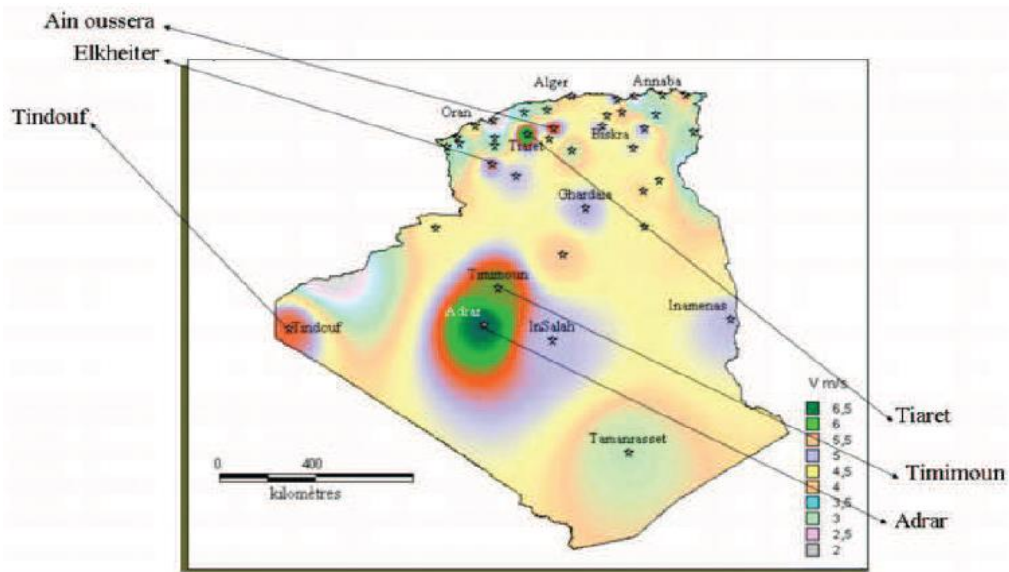 Ain oussera
Elkheiter
Tindouf
Alger
Annaba
Oran
Tiaret
Biskra
Ghardaia
Timimoun
Adrar
Tindouf
InSalah
Inamenas
Tamanrasset
0 400
kilomètres
V m/s
6,5
6
5,5
5
4,5
4
3,5
3
2,5
2
Tiaret
Timimoun
Adrar